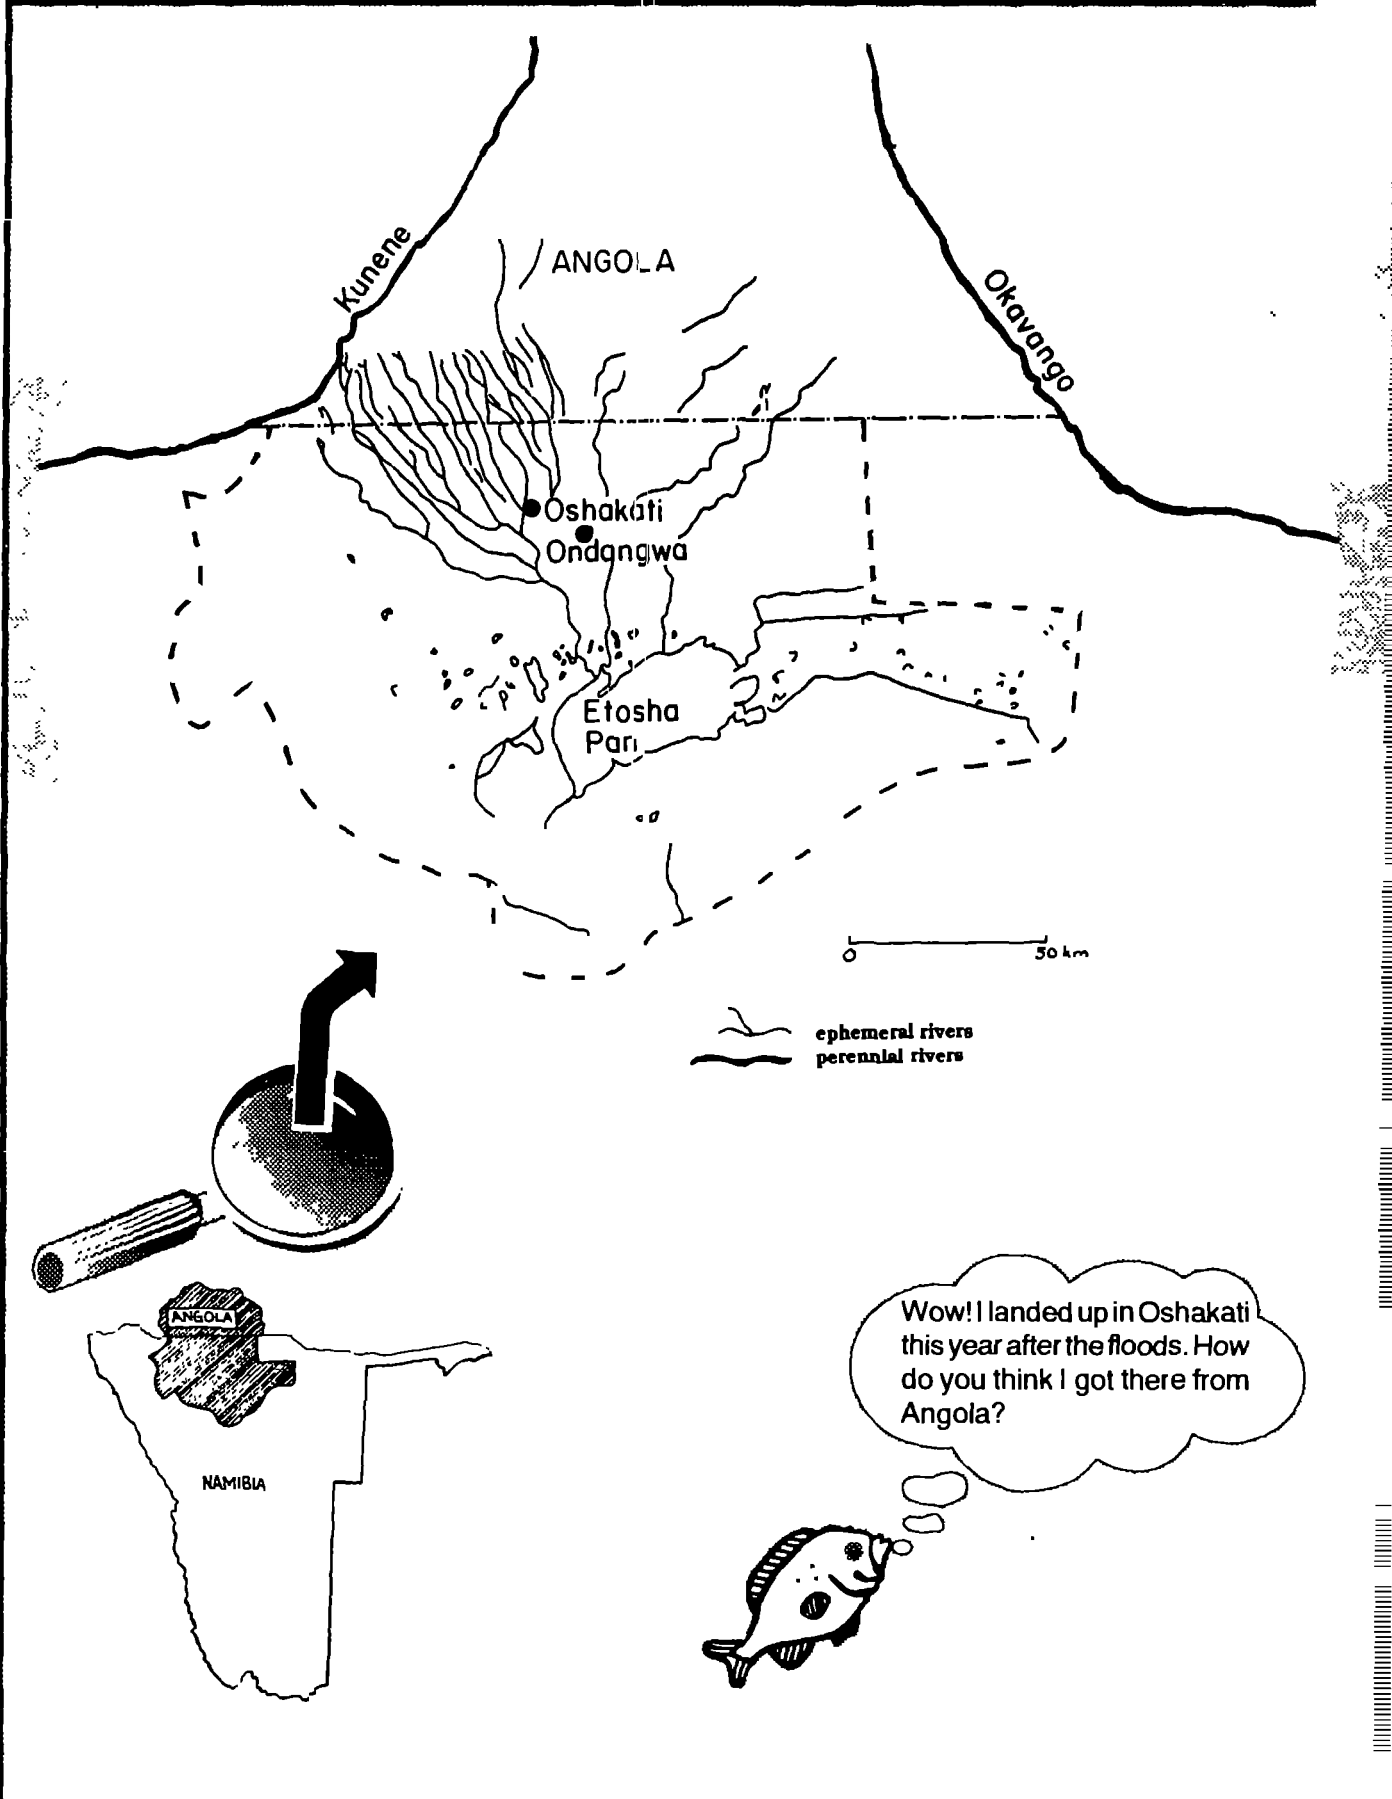 Kunene
ANGOLA
Okavango
Oshakati
Ondangwa
Etosha
Pan
0 50 km
ephemeral rivers
perennial rivers
ANGOLA
NAMIBIA
Wow! I landed up in Oshakati
this year after the floods. How
do you think I got there from
Angola?